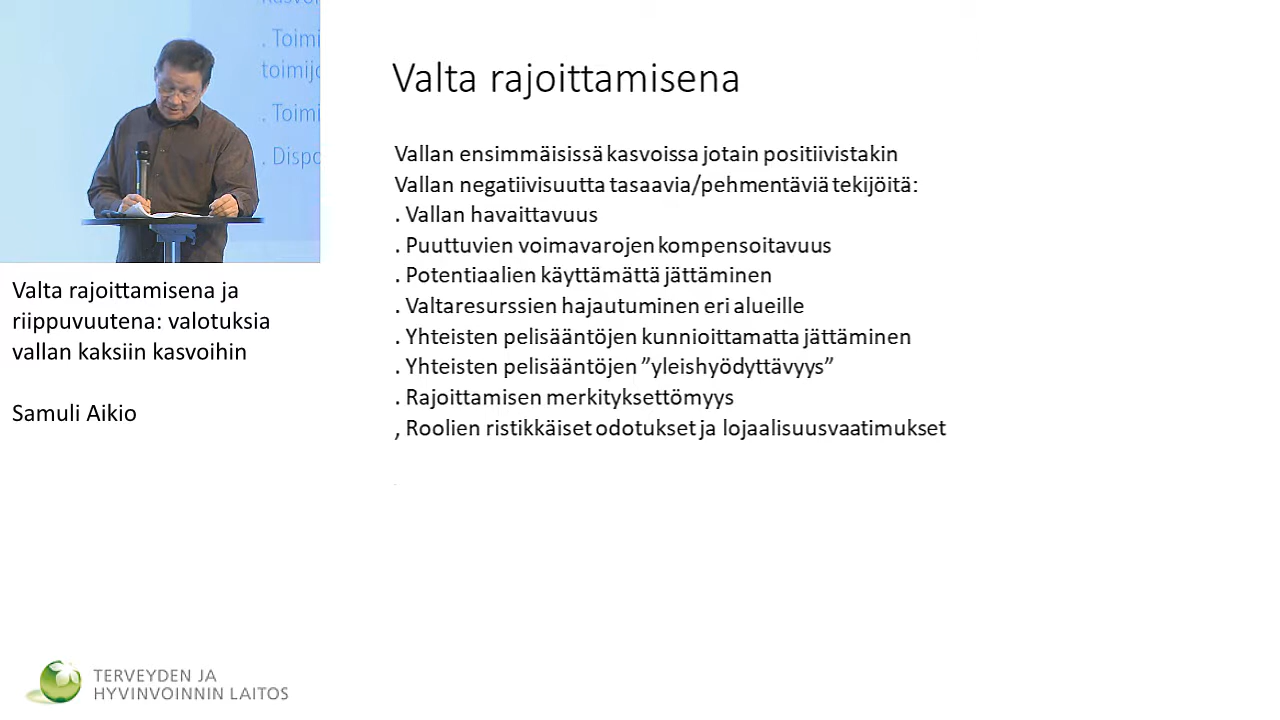 . Toimi
toimijo
. Toimi
. Dispo
Valta rajoittamisena ja
riippuvuutena: valotuksia
vallan kaksiin kasvoihin
Samuli Aikio
TERVEYDEN JA
HYVINVOINNIN LAITOS
Valta rajoittamisena
Vallan ensimmäisissä kasvoissa jotain positiivistakin
Vallan negatiivisuutta tasaavia/pehmentäviä tekijöitä:
. Vallan havaittavuus
. Puuttuvien voimavarojen kompensoitavuus
. Potentiaalien käyttämättä jättäminen
. Valtaresurssien hajautuminen eri alueille
. Yhteisten pelisääntöjen kunnioittamatta jättäminen
. Yhteisten pelisääntöjen ”yleishyödyttävyys”
. Rajoittamisen merkityksettömyys
, Roolien ristikkäiset odotukset ja lojaalisuusvaatimukset